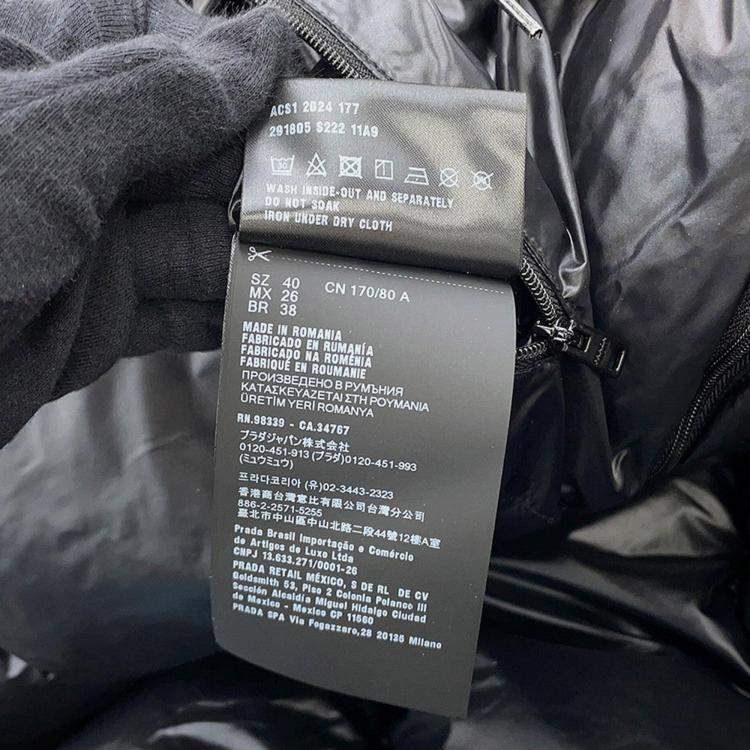 ACS1 2024 177
291805 S222 11A9
30
WASH INSIDE-OUT AND SEPARATELY
DO NOT SOAK
IRON UNDER DRY CLOTH
SZ 40 CN 170/80 A
MX 26
BR 38
MADE IN ROMANIA
FABRICADO EN RUMANÍA
FABRICADO NA ROMÊNIA
FABRIQUÉ EN ROUMANIE
ПРОИЗВЕДЕНО В РУМЪНИЯ
ΚΑΤΑΣΚΕΥΑΖΕΤΑΙ ΣΤΗ ΡΟΥΜΑΝΙΑ
ÜRETİM YERİ ROMANYA
RN.98339 - CA.34767
プラダジャパン株式会社
0120-451-913 (プラダ)0120-451-993
(ミュウミュウ)
프라다코리아 (유)02-3443-2323
香港商台灣意比有限公司台灣分公司
886-2-2571-5255
臺北市中山區中山北路二段44號12樓A室
Prada Brasil Importação e Comércio
de Artigos de Luxo Ltda
CNPJ 13.633.271/0001-26
PRADA RETAIL MÉXICO, S DE RL DE CV
Goldsmith 53, Piso 2 Colonia Polanco III
Sección Alcaldía Miguel Hidalgo Ciudad
de Mexico - Mexico CP 11560
PRADA SPA Via Fogazzaro,28 20135 Milano